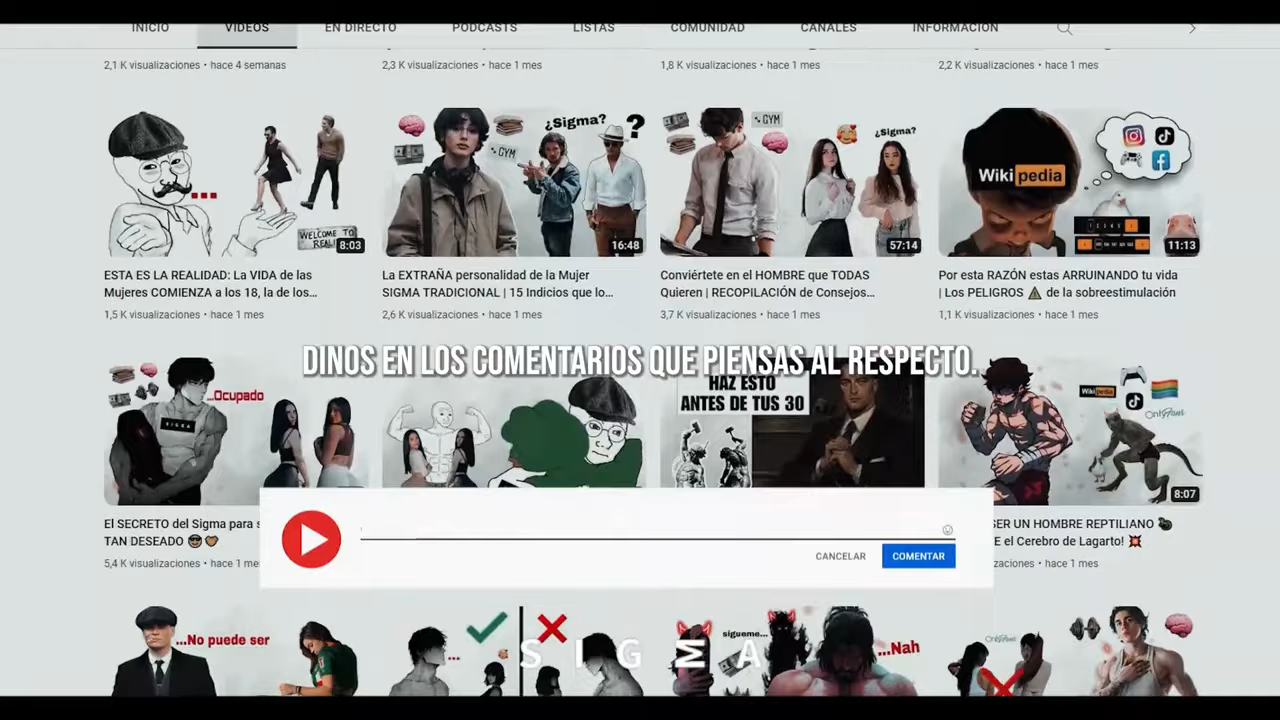 INICIO VIDEOS EN DIRECTO PODCASTS LISTAS COMUNIDAD CANALES INFORMACIÓN
2,1 K visualizaciones • hace 4 semanas
2,3 K visualizaciones • hace 1 mes
1,8 K visualizaciones • hace 1 mes
2,2 K visualizaciones • hace 1 mes
...
WELCOME TO
REAL
8:03
¿Sigma? ?
GYM
16:48
GYM
¿Sigma?
57:14
Wikipedia
11:13
ESTA ES LA REALIDAD: La VIDA de las
Mujeres COMIENZA a los 18, la de los…
1,5 K visualizaciones • hace 1 mes
La EXTRAÑA personalidad de la Mujer
SIGMA TRADICIONAL | 15 Indicios que lo…
2,6 K visualizaciones • hace 1 mes
Conviértete en el HOMBRE que TODAS
Quieren | RECOPILACIÓN de Consejos…
3,7 K visualizaciones • hace 1 mes
Por esta RAZÓN estas ARRUINANDO tu vida
| Los PELIGROS ⚠ de la sobreestimulación
1,1 K visualizaciones • hace 1 mes
DINOS EN LOS COMENTARIOS QUE PIENSAS AL RESPECTO.
...Ocupado
SIGMA
HAZ ESTO
ANTES DE TUS 30
Wikipedia
OnlyFans
8:07
El SECRETO del Sigma para s
TAN DESEADO 😎🤎
5,4 K visualizaciones • hace 1 me
SER UN HOMBRE REPTILIANO
E el Cerebro de Lagarto! 💥
zaciones • hace 1 mes
CANCELAR COMENTAR
...No puede ser
...
sigueme...
...Nah
SIGMA